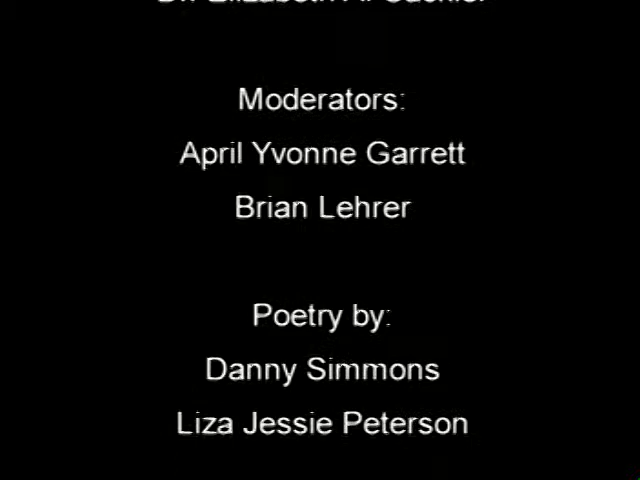 Moderators:
April Yvonne Garrett
Brian Lehrer
Poetry by:
Danny Simmons
Liza Jessie Peterson